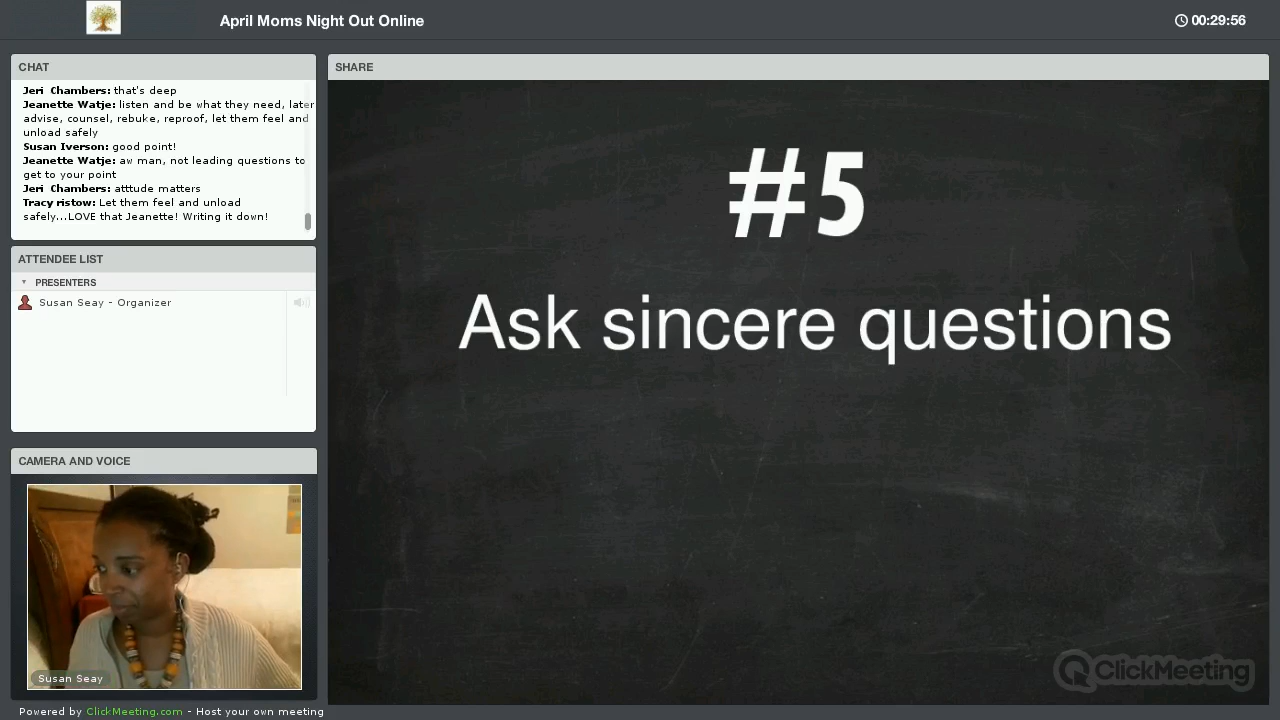 April Moms Night Out Online
00:29:56
CHAT
Jeri Chambers: that's deep
Jeanette Watje: listen and be what they need, later
advise, counsel, rebuke, reproof, let them feel and
unload safely
Susan Iverson: good point!
Jeanette Watje: aw man, not leading questions to
get to your point
Jeri Chambers: atttude matters
Tracy ristow: Let them feel and unload
safely...LOVE that Jeanette! Writing it down!
ATTENDEE LIST
PRESENTERS
Susan Seay - Organizer
CAMERA AND VOICE
Susan Seay
Powered by ClickMeeting.com - Host your own meeting
SHARE
#5
Ask sincere questions
ClickMeeting